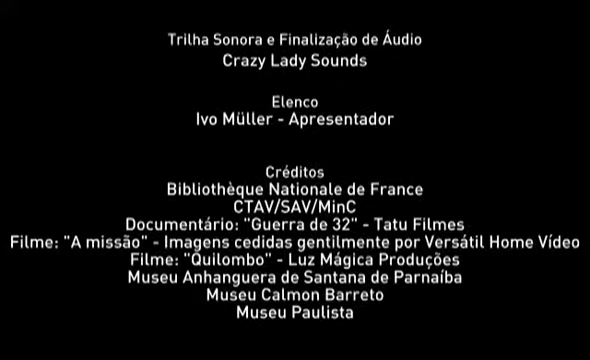 Trilha Sonora e Finalização de Áudio
Crazy Lady Sounds
Elenco
Ivo Müller - Apresentador
Créditos
Bibliothèque Nationale de France
CTAV/SAV/MinC
Documentário: "Guerra de 32" - Tatu Filmes
Filme: "A missão" - Imagens cedidas gentilmente por Versátil Home Vídeo
Filme: "Quilombo" - Luz Mágica Produções
Museu Anhanguera de Santana de Parnaíba
Museu Calmon Barreto
Museu Paulista